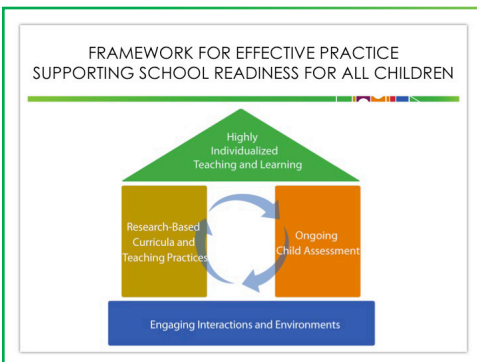 FRAMEWORK FOR EFFECTIVE PRACTICE
SUPPORTING SCHOOL READINESS FOR ALL CHILDREN
Highly
Individualized
Teaching and Learning
Research-Based
Curricula and
Teaching Practices
Ongoing
Child Assessment
Engaging Interactions and Environments